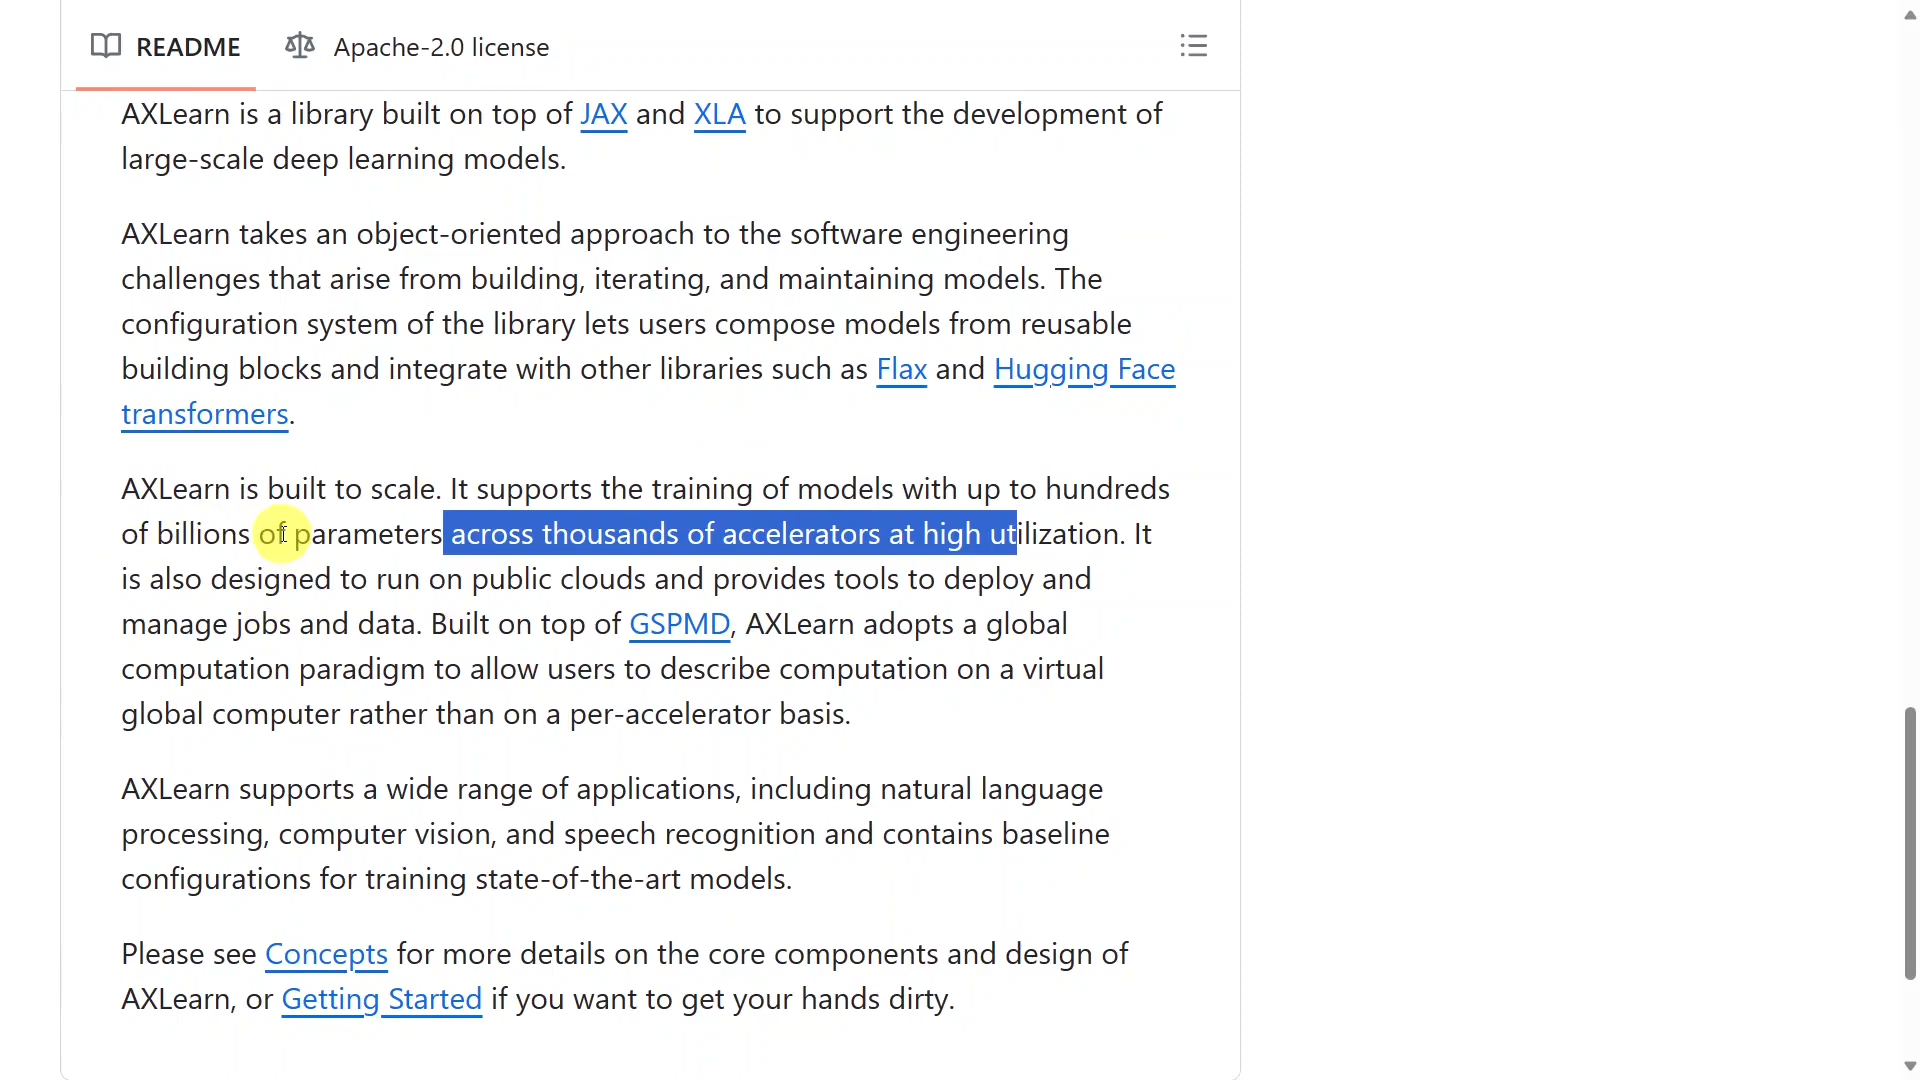 README
Apache-2.0 license
AXLearn is a library built on top of JAX and XLA to support the development of
large-scale deep learning models.
AXLearn takes an object-oriented approach to the software engineering
challenges that arise from building, iterating, and maintaining models. The
configuration system of the library lets users compose models from reusable
building blocks and integrate with other libraries such as Flax and Hugging Face
transformers.
AXLearn is built to scale. It supports the training of models with up to hundreds
of billions of parameters across thousands of accelerators at high utilization. It
is also designed to run on public clouds and provides tools to deploy and
manage jobs and data. Built on top of GSPMD, AXLearn adopts a global
computation paradigm to allow users to describe computation on a virtual
global computer rather than on a per-accelerator basis.
AXLearn supports a wide range of applications, including natural language
processing, computer vision, and speech recognition and contains baseline
configurations for training state-of-the-art models.
Please see Concepts for more details on the core components and design of
AXLearn, or Getting Started if you want to get your hands dirty.